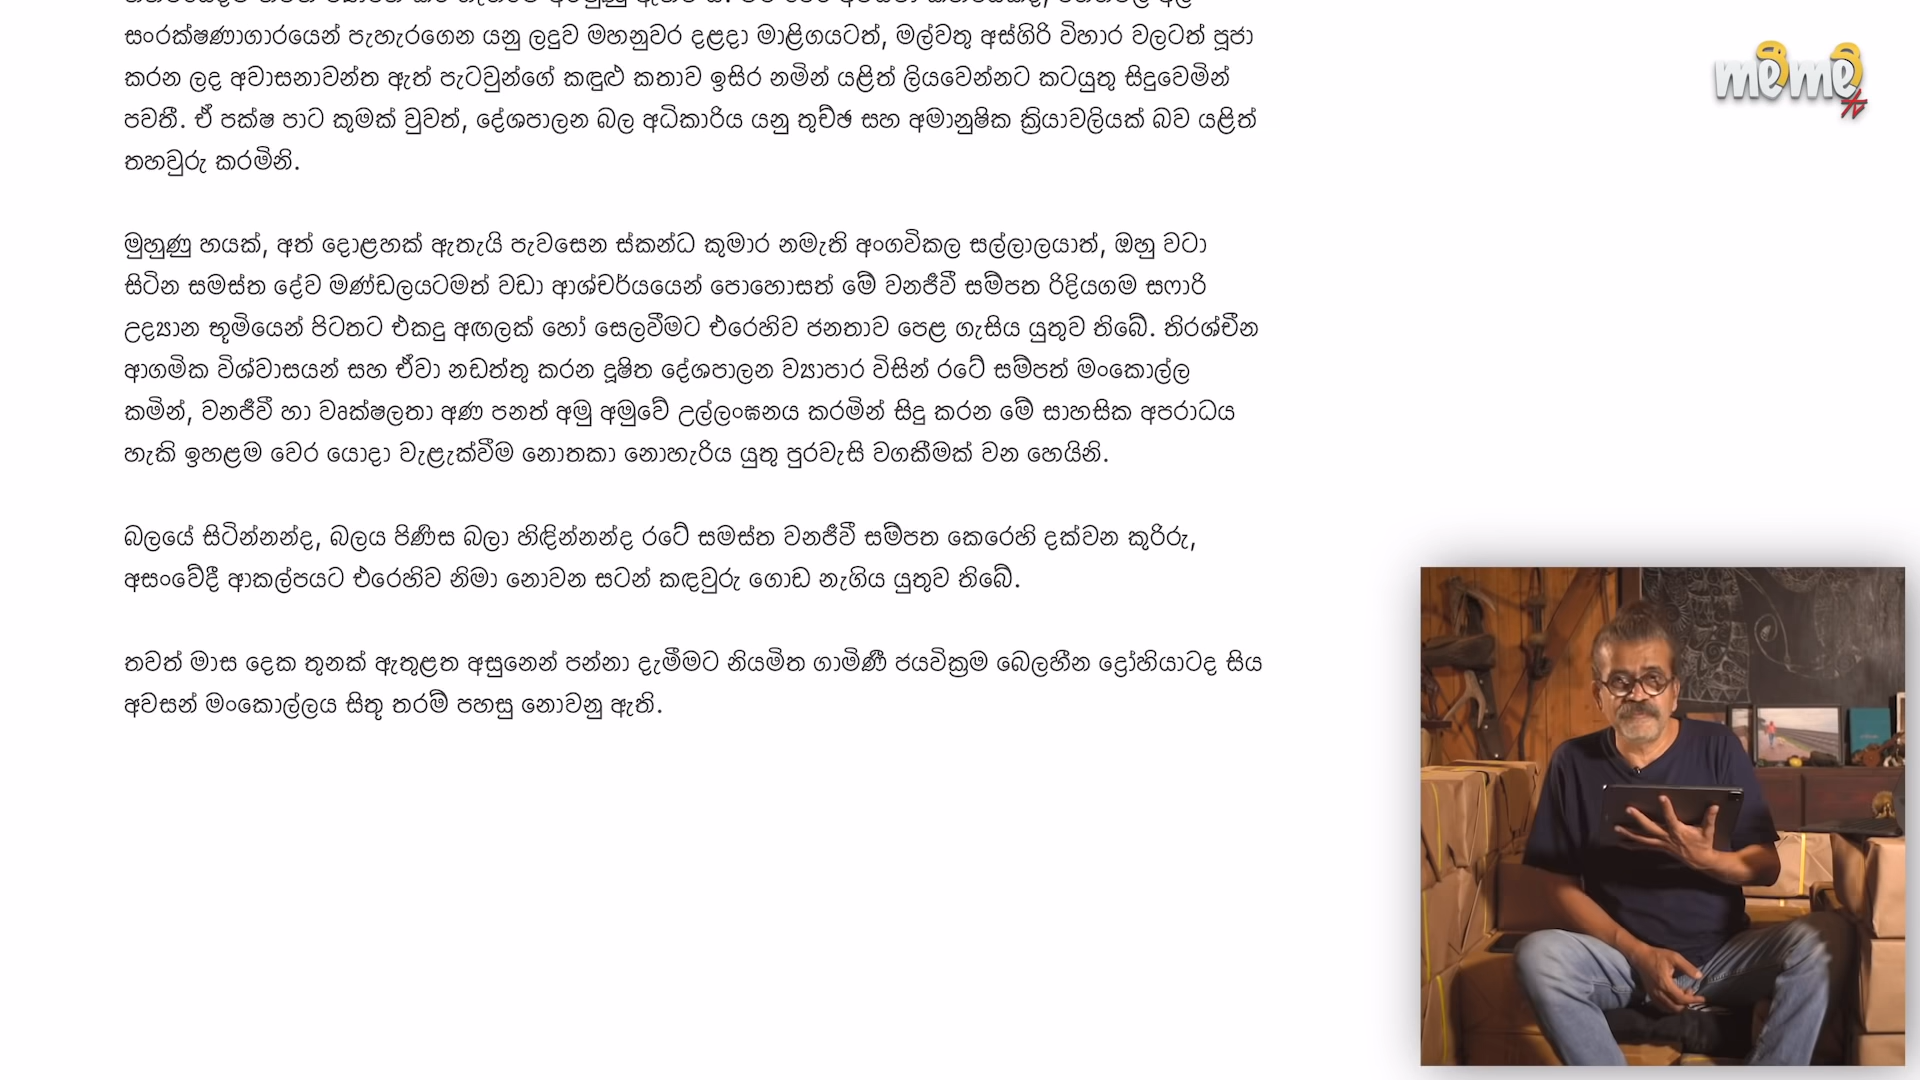 සංරක්ෂණාගාරයෙන් පැහැරගෙන යනු ලදුව මහනුවර දළදා මාළිගයටත්, මල්වතු අස්ගිරි විහාර වලටත් පූජා
කරන ලද අවාසනාවන්ත ඇත් පැටවුන්ගේ කඳුළු කතාව ඉසිර නමින් යළිත් ලියවෙන්නට කටයුතු සිදුවෙමින්
පවතී. ඒ පක්ෂ පාට කුමක් වුවත්, දේශපාලන බල අධිකාරිය යනු තුච්ඡ සහ අමානුෂික ක්‍රියාවලියක් බව යළිත්
තහවුරු කරමිනි.
මුහුණු හයක්, අත් දොළහක් ඇතැයි පැවසෙන ස්කන්ධ කුමාර නමැති අංගවිකල සල්ලාලයාත්, ඔහු වටා
සිටින සමස්ත දේව මණ්ඩලයටමත් වඩා ආශ්චර්යයෙන් පොහොසත් මේ වනජීවී සම්පත රිදියගම සෆාරි
උද්‍යාන භූමියෙන් පිටතට එකදු අඟලක් හෝ සෙලවීමට එරෙහිව ජනතාව පෙළ ගැසිය යුතුව තිබේ. තිරශ්චීන
ආගමික විශ්වාසයන් සහ ඒවා නඩත්තු කරන දූෂිත දේශපාලන ව්‍යාපාර විසින් රටේ සම්පත් මංකොල්ල
කමින්, වනජීවී හා වෘක්ෂලතා අණ පනත් අමු අමුවේ උල්ලංඝනය කරමින් සිදු කරන මේ සාහසික අපරාධය
හැකි ඉහළම වෙර යොදා වැළැක්වීම නොතකා නොහැරිය යුතු පුරවැසි වගකීමක් වන හෙයිනි.
බලයේ සිටින්නන්ද, බලය පිණිස බලා හිඳින්නන්ද රටේ සමස්ත වනජීවී සම්පත කෙරෙහි දක්වන කුරිරු,
අසංවේදී ආකල්පයට එරෙහිව නිමා නොවන සටන් කඳවුරු ගොඩ නැගිය යුතුව තිබේ.
තවත් මාස දෙක තුනක් ඇතුළත අසුනෙන් පන්නා දැමීමට නියමිත ගාමිණී ජයවික්‍රම බෙලහීන ද්‍රෝහියාටද සිය
අවසන් මංකොල්ලය සිතූ තරම් පහසු නොවනු ඇති.
meme
tv